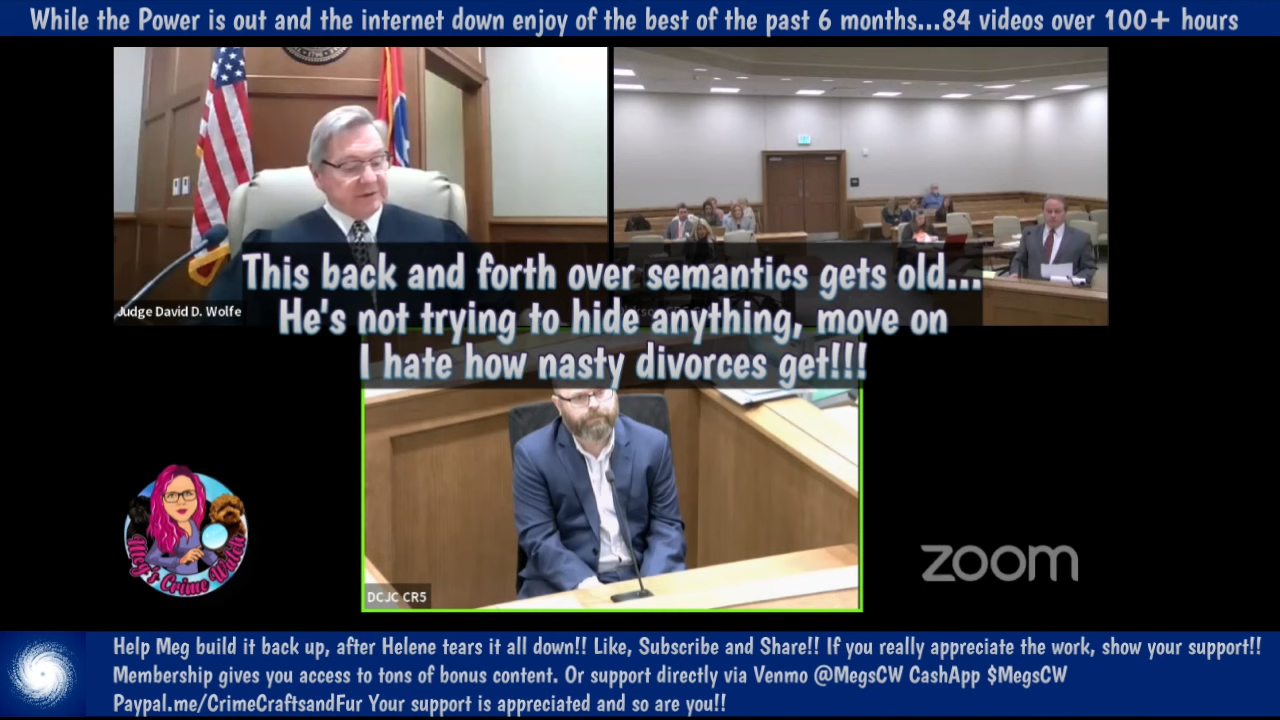 While the Power is out and the internet down enjoy of the best of the past 6 months...84 videos over 100+ hours
This back and forth over semantics gets old...
Judge David D. Wolfe
He's not trying to hide anything, move on
I hate how nasty divorces get!!!
Meg's Crime Watch
zoom
DCJC CR5
Help Meg build it back up, after Helene tears it all down!! Like, Subscribe and Share!! If you really appreciate the work, show your support!!
Membership gives you access to tons of bonus content. Or support directly via Venmo @MegsCW CashApp $MegsCW
Paypal.me/CrimeCraftsandFur Your support is appreciated and so are you!!